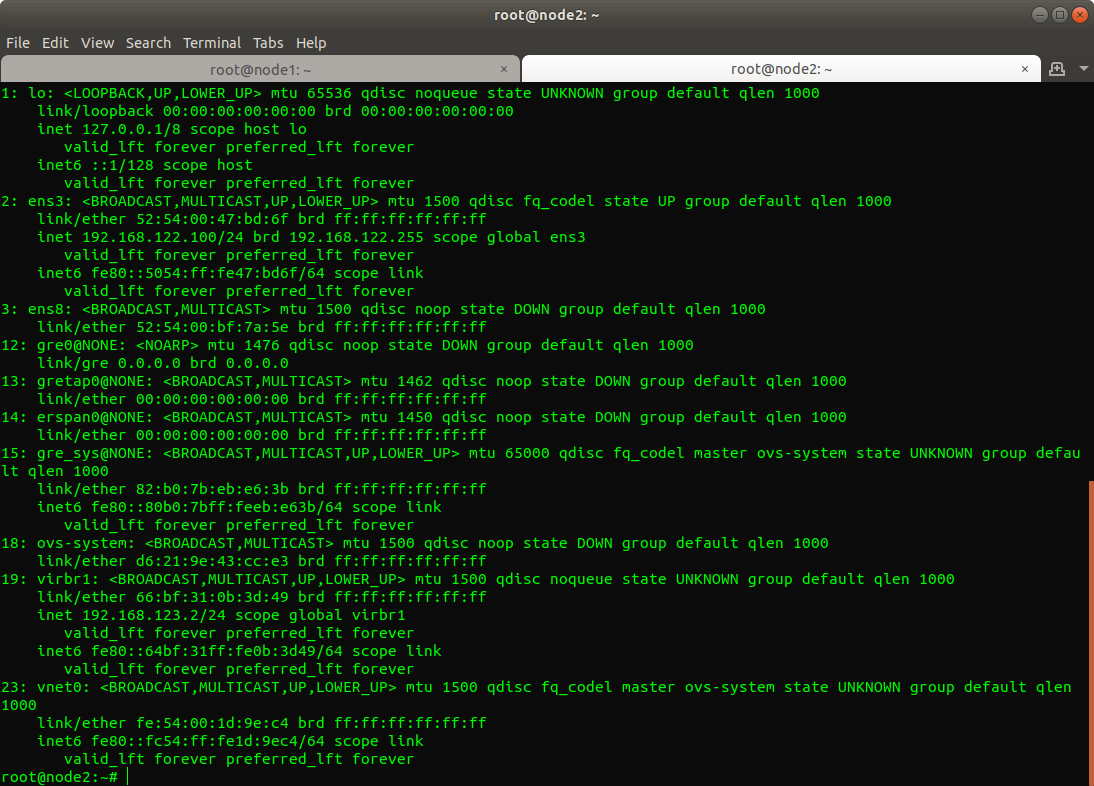 root@node2: ~
File Edit View Search Terminal Tabs Help
root@node1: ~ × root@node2: ~ ×
1: lo: <LOOPBACK,UP,LOWER_UP> mtu 65536 qdisc noqueue state UNKNOWN group default qlen 1000
    link/loopback 00:00:00:00:00:00 brd 00:00:00:00:00:00
    inet 127.0.0.1/8 scope host lo
       valid_lft forever preferred_lft forever
    inet6 ::1/128 scope host
       valid_lft forever preferred_lft forever
2: ens3: <BROADCAST,MULTICAST,UP,LOWER_UP> mtu 1500 qdisc fq_codel state UP group default qlen 1000
    link/ether 52:54:00:47:bd:6f brd ff:ff:ff:ff:ff:ff
    inet 192.168.122.100/24 brd 192.168.122.255 scope global ens3
       valid_lft forever preferred_lft forever
    inet6 fe80::5054:ff:fe47:bd6f/64 scope link
       valid_lft forever preferred_lft forever
3: ens8: <BROADCAST,MULTICAST> mtu 1500 qdisc noop state DOWN group default qlen 1000
    link/ether 52:54:00:bf:7a:5e brd ff:ff:ff:ff:ff:ff
12: gre0@NONE: <NOARP> mtu 1476 qdisc noop state DOWN group default qlen 1000
    link/gre 0.0.0.0 brd 0.0.0.0
13: gretap0@NONE: <BROADCAST,MULTICAST> mtu 1462 qdisc noop state DOWN group default qlen 1000
    link/ether 00:00:00:00:00:00 brd ff:ff:ff:ff:ff:ff
14: erspan0@NONE: <BROADCAST,MULTICAST> mtu 1450 qdisc noop state DOWN group default qlen 1000
    link/ether 00:00:00:00:00:00 brd ff:ff:ff:ff:ff:ff
15: gre_sys@NONE: <BROADCAST,MULTICAST,UP,LOWER_UP> mtu 65000 qdisc fq_codel master ovs-system state UNKNOWN group defau
lt qlen 1000
    link/ether 82:b0:7b:eb:e6:3b brd ff:ff:ff:ff:ff:ff
    inet6 fe80::80b0:7bff:feeb:e63b/64 scope link
       valid_lft forever preferred_lft forever
18: ovs-system: <BROADCAST,MULTICAST> mtu 1500 qdisc noop state DOWN group default qlen 1000
    link/ether d6:21:9e:43:cc:e3 brd ff:ff:ff:ff:ff:ff
19: virbr1: <BROADCAST,MULTICAST,UP,LOWER_UP> mtu 1500 qdisc noqueue state UNKNOWN group default qlen 1000
    link/ether 66:bf:31:0b:3d:49 brd ff:ff:ff:ff:ff:ff
    inet 192.168.123.2/24 scope global virbr1
       valid_lft forever preferred_lft forever
    inet6 fe80::64bf:31ff:fe0b:3d49/64 scope link
       valid_lft forever preferred_lft forever
23: vnet0: <BROADCAST,MULTICAST,UP,LOWER_UP> mtu 1500 qdisc fq_codel master ovs-system state UNKNOWN group default qlen
1000
    link/ether fe:54:00:1d:9e:c4 brd ff:ff:ff:ff:ff:ff
    inet6 fe80::fc54:ff:fe1d:9ec4/64 scope link
       valid_lft forever preferred_lft forever
root@node2:~#